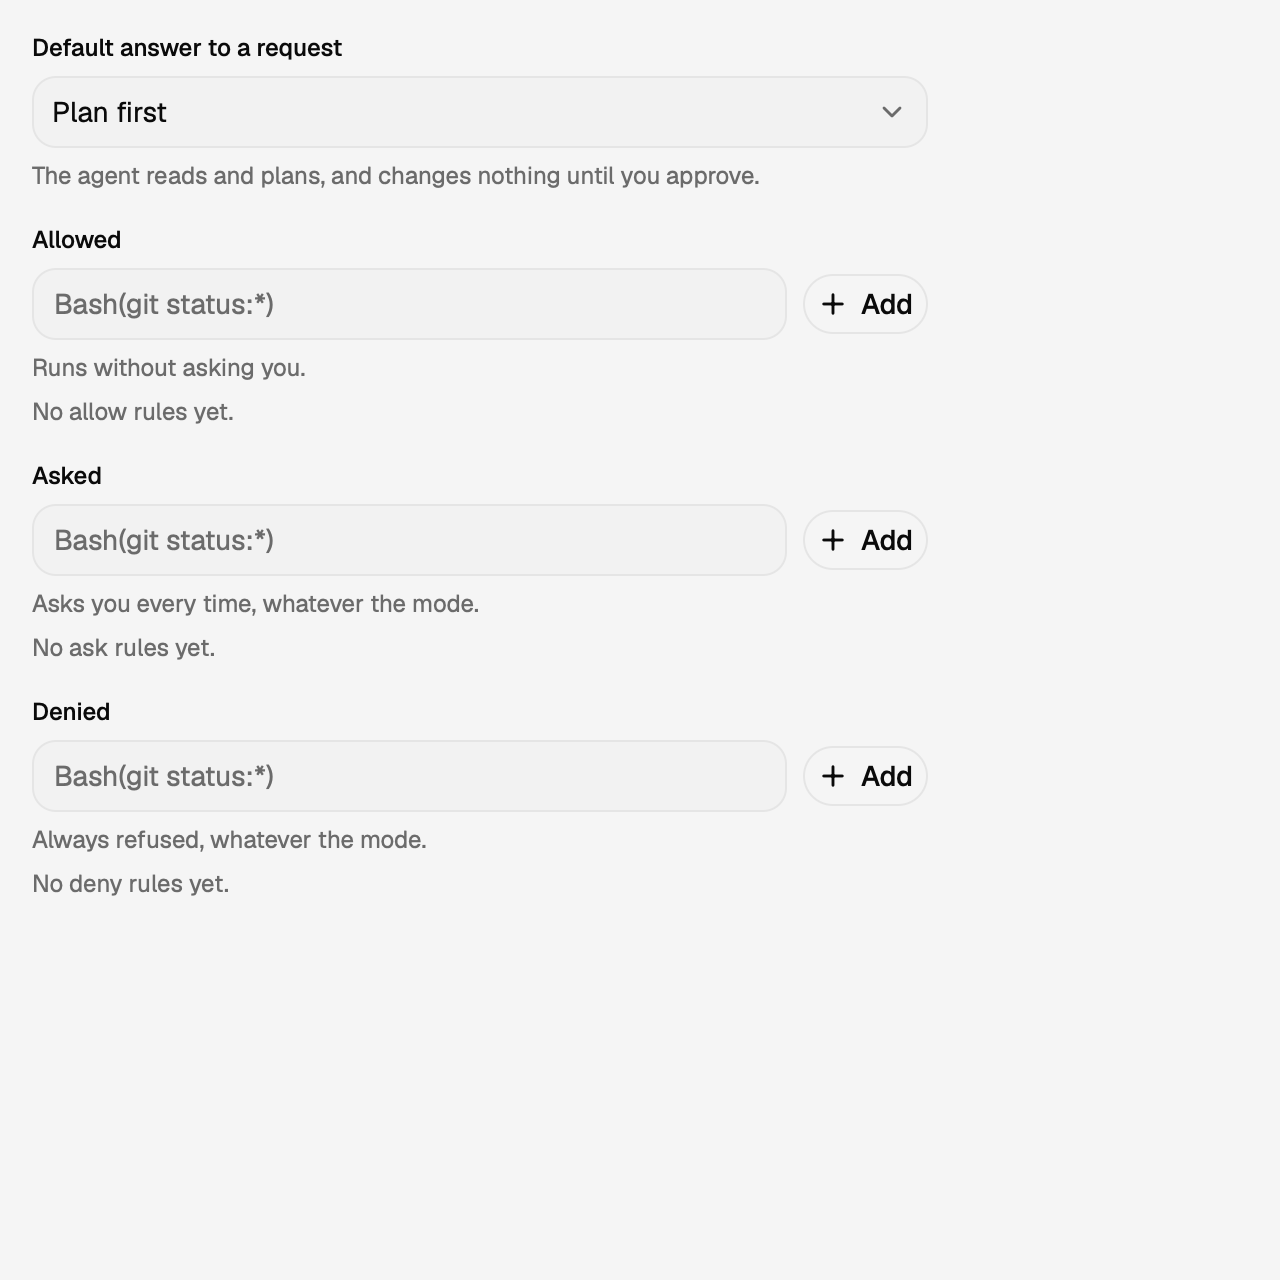 Default answer to a request
Plan first
The agent reads and plans, and changes nothing until you approve.
Allowed
Bash(git status:*)
Add
Runs without asking you.
No allow rules yet.
Asked
Bash(git status:*)
Add
Asks you every time, whatever the mode.
No ask rules yet.
Denied
Bash(git status:*)
Add
Always refused, whatever the mode.
No deny rules yet.